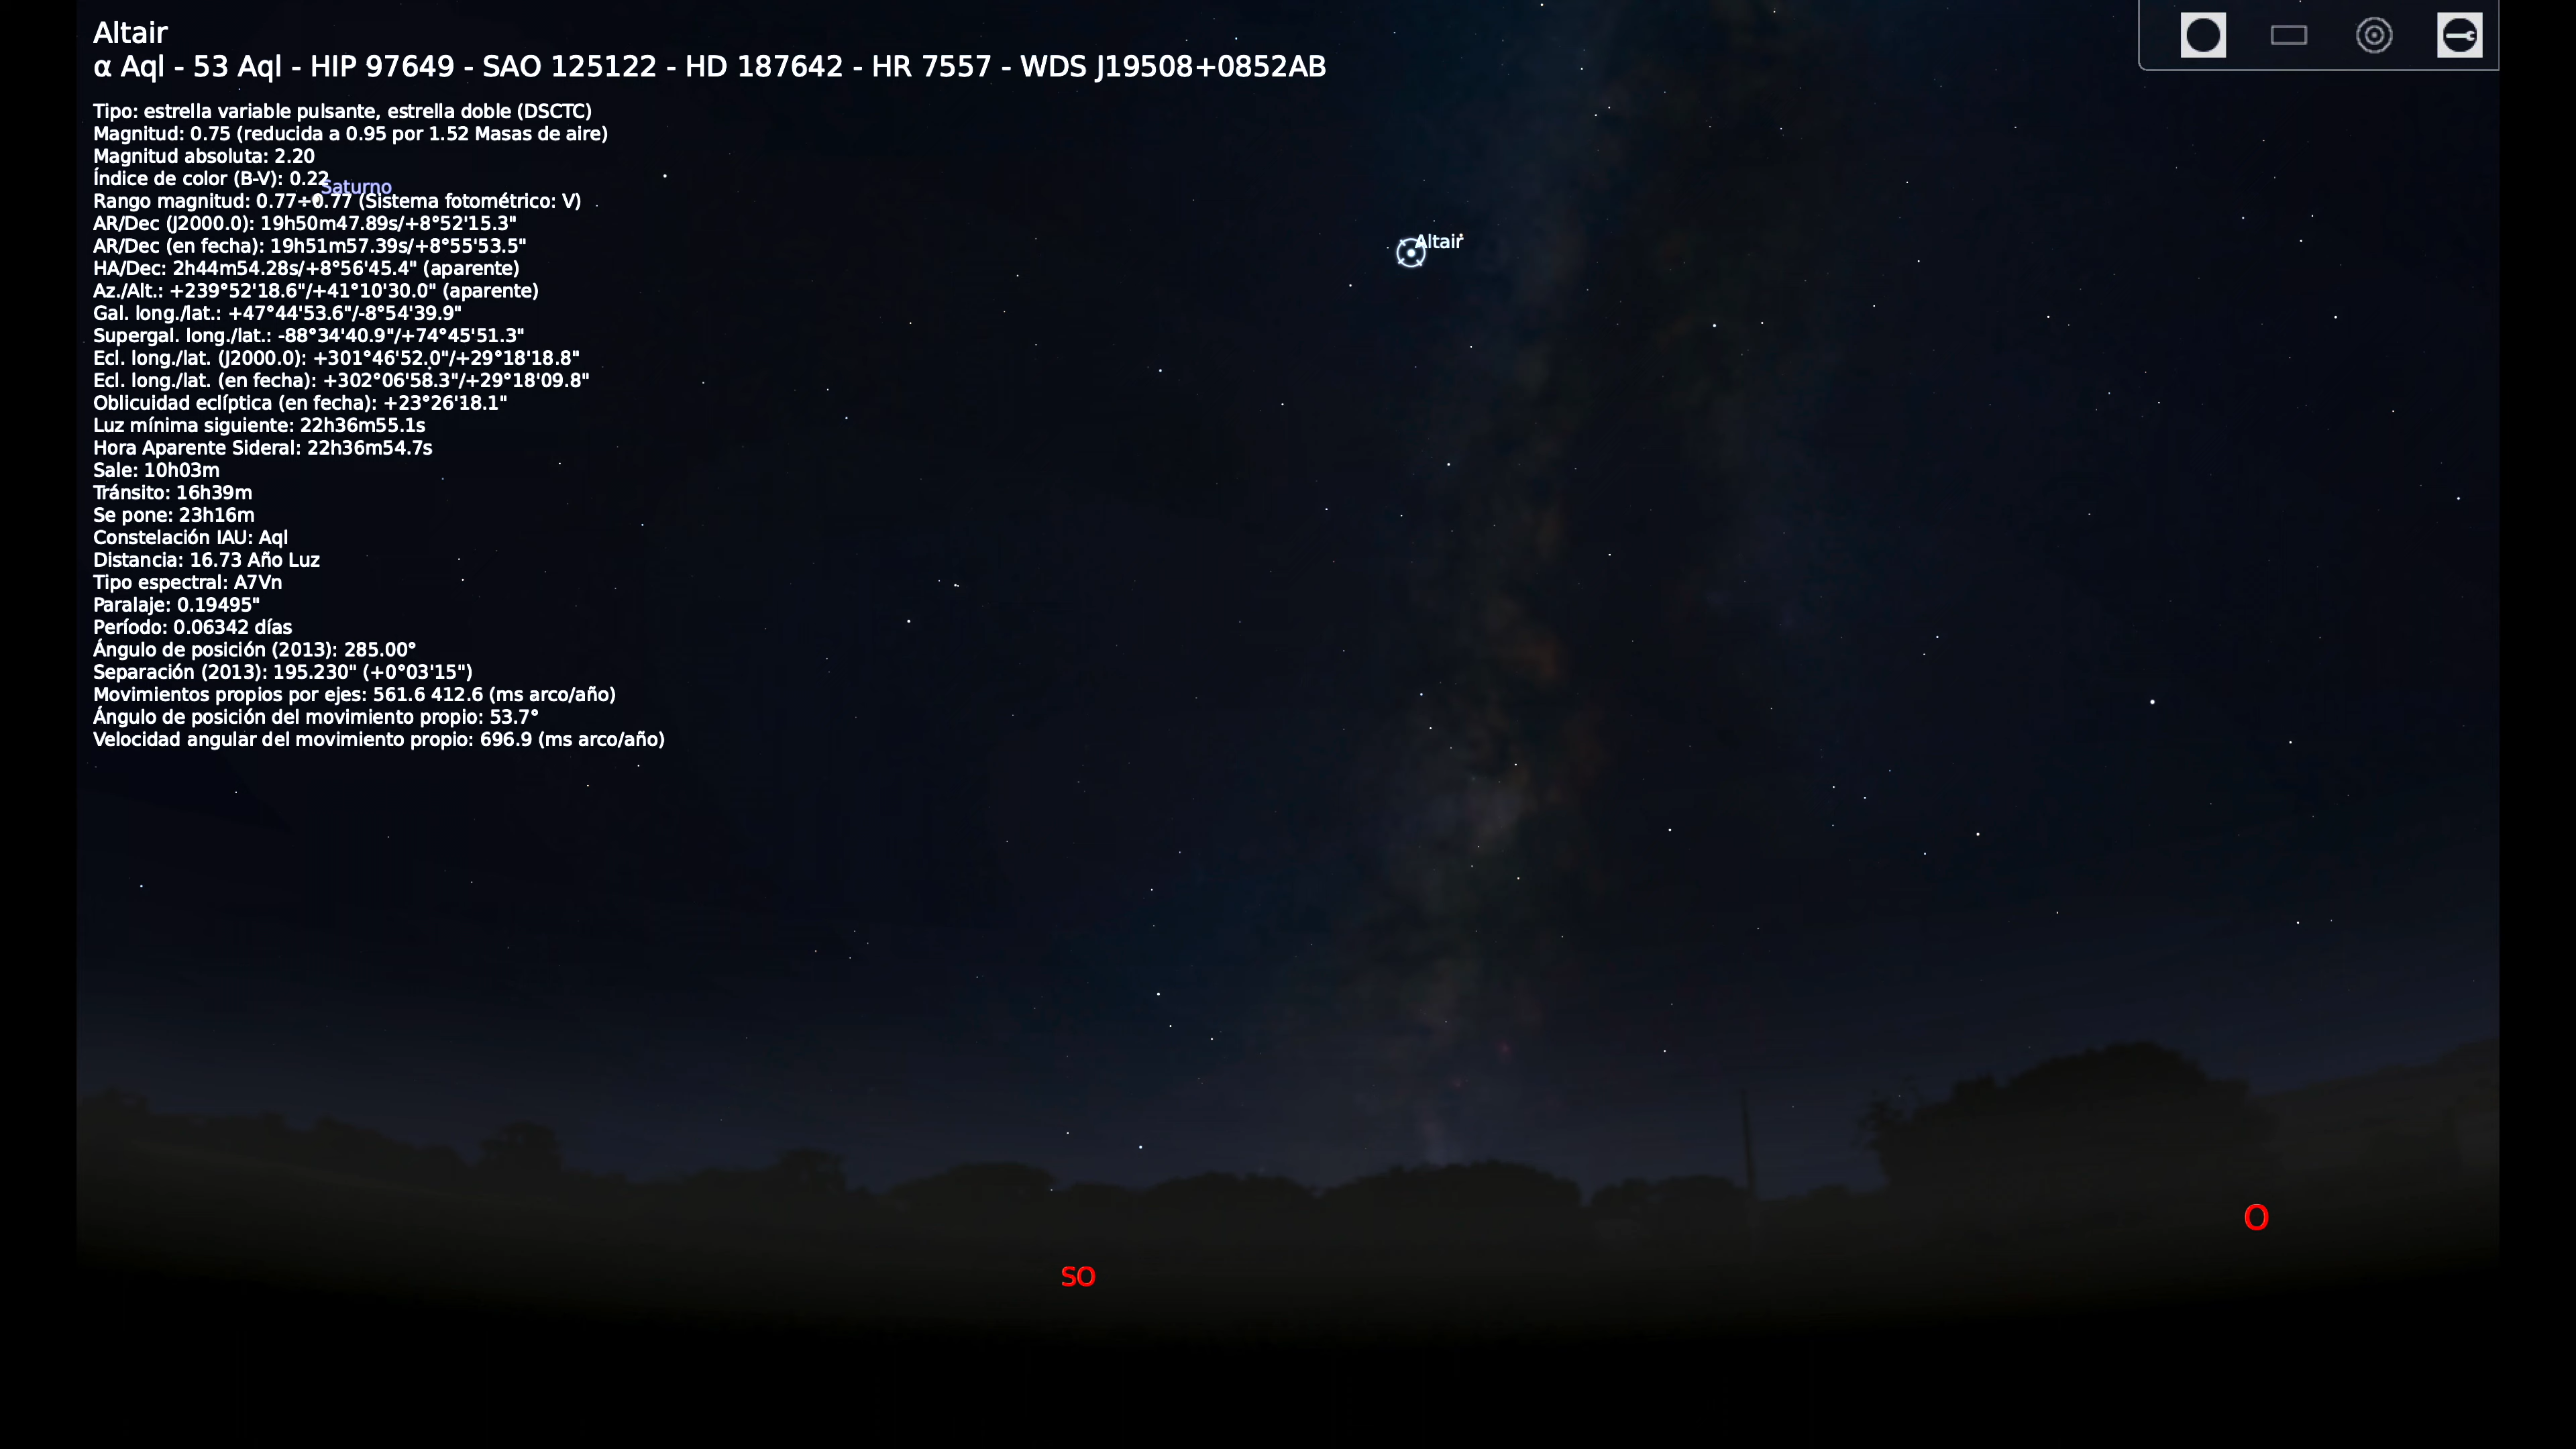 Altair
α Aql - 53 Aql - HIP 97649 - SAO 125122 - HD 187642 - HR 7557 - WDS J19508+0852AB
Tipo: estrella variable pulsante, estrella doble (DSCTC)
Magnitud: 0.75 (reducida a 0.95 por 1.52 Masas de aire)
Magnitud absoluta: 2.20
Índice de color (B-V): 0.22
Saturno
Rango magnitud: 0.77÷0.77 (Sistema fotométrico: V)
AR/Dec (J2000.0): 19h50m47.89s/+8°52'15.3"
AR/Dec (en fecha): 19h51m57.39s/+8°55'53.5"
HA/Dec: 2h44m54.28s/+8°56'45.4" (aparente)
Az./Alt.: +239°52'18.6"/+41°10'30.0" (aparente)
Gal. long./lat.: +47°44'53.6"/-8°54'39.9"
Supergal. long./lat.: -88°34'40.9"/+74°45'51.3"
Ecl. long./lat. (J2000.0): +301°46'52.0"/+29°18'18.8"
Ecl. long./lat. (en fecha): +302°06'58.3"/+29°18'09.8"
Oblicuidad eclíptica (en fecha): +23°26'18.1"
Luz mínima siguiente: 22h36m55.1s
Hora Aparente Sideral: 22h36m54.7s
Sale: 10h03m
Tránsito: 16h39m
Se pone: 23h16m
Constelación IAU: Aql
Distancia: 16.73 Año Luz
Tipo espectral: A7Vn
Paralaje: 0.19495"
Período: 0.06342 días
Ángulo de posición (2013): 285.00°
Separación (2013): 195.230" (+0°03'15")
Movimientos propios por ejes: 561.6 412.6 (ms arco/año)
Ángulo de posición del movimiento propio: 53.7°
Velocidad angular del movimiento propio: 696.9 (ms arco/año)
Altair
O
SO